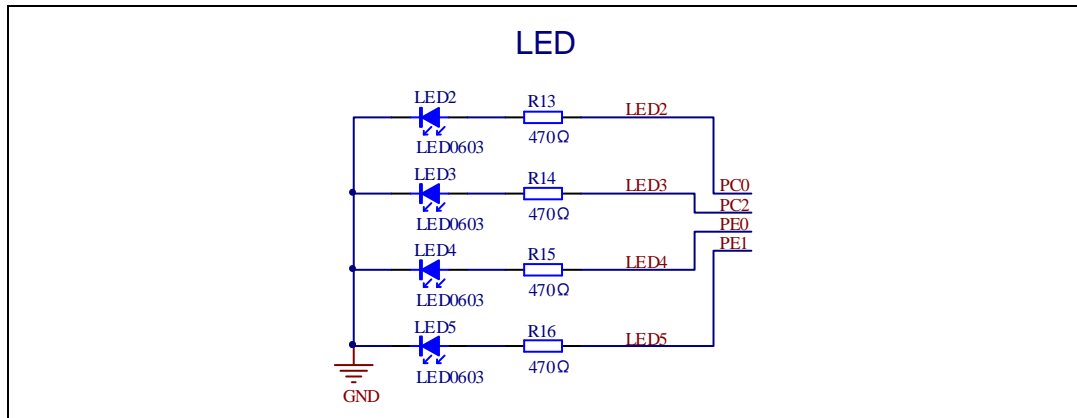 LED
LED2
R13
LED2
LED0603
470Ω
LED3
R14
LED3
PC0
LED0603
470Ω
PC2
PE0
LED4
R15
LED4
PE1
LED0603
470Ω
LED5
R16
LED5
LED0603
470Ω
GND